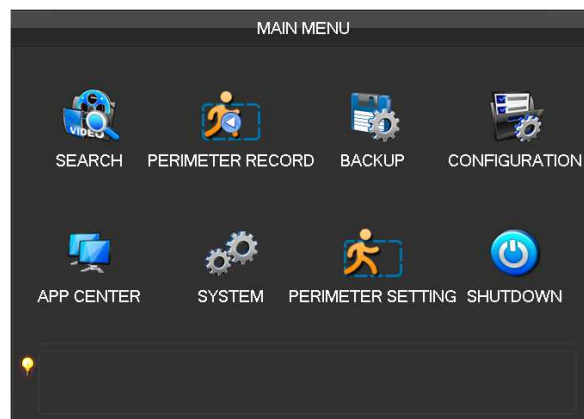 MAIN MENU
VIDEO
SEARCH PERIMETER RECORD BACKUP CONFIGURATION
APP CENTER SYSTEM PERIMETER SETTING SHUTDOWN